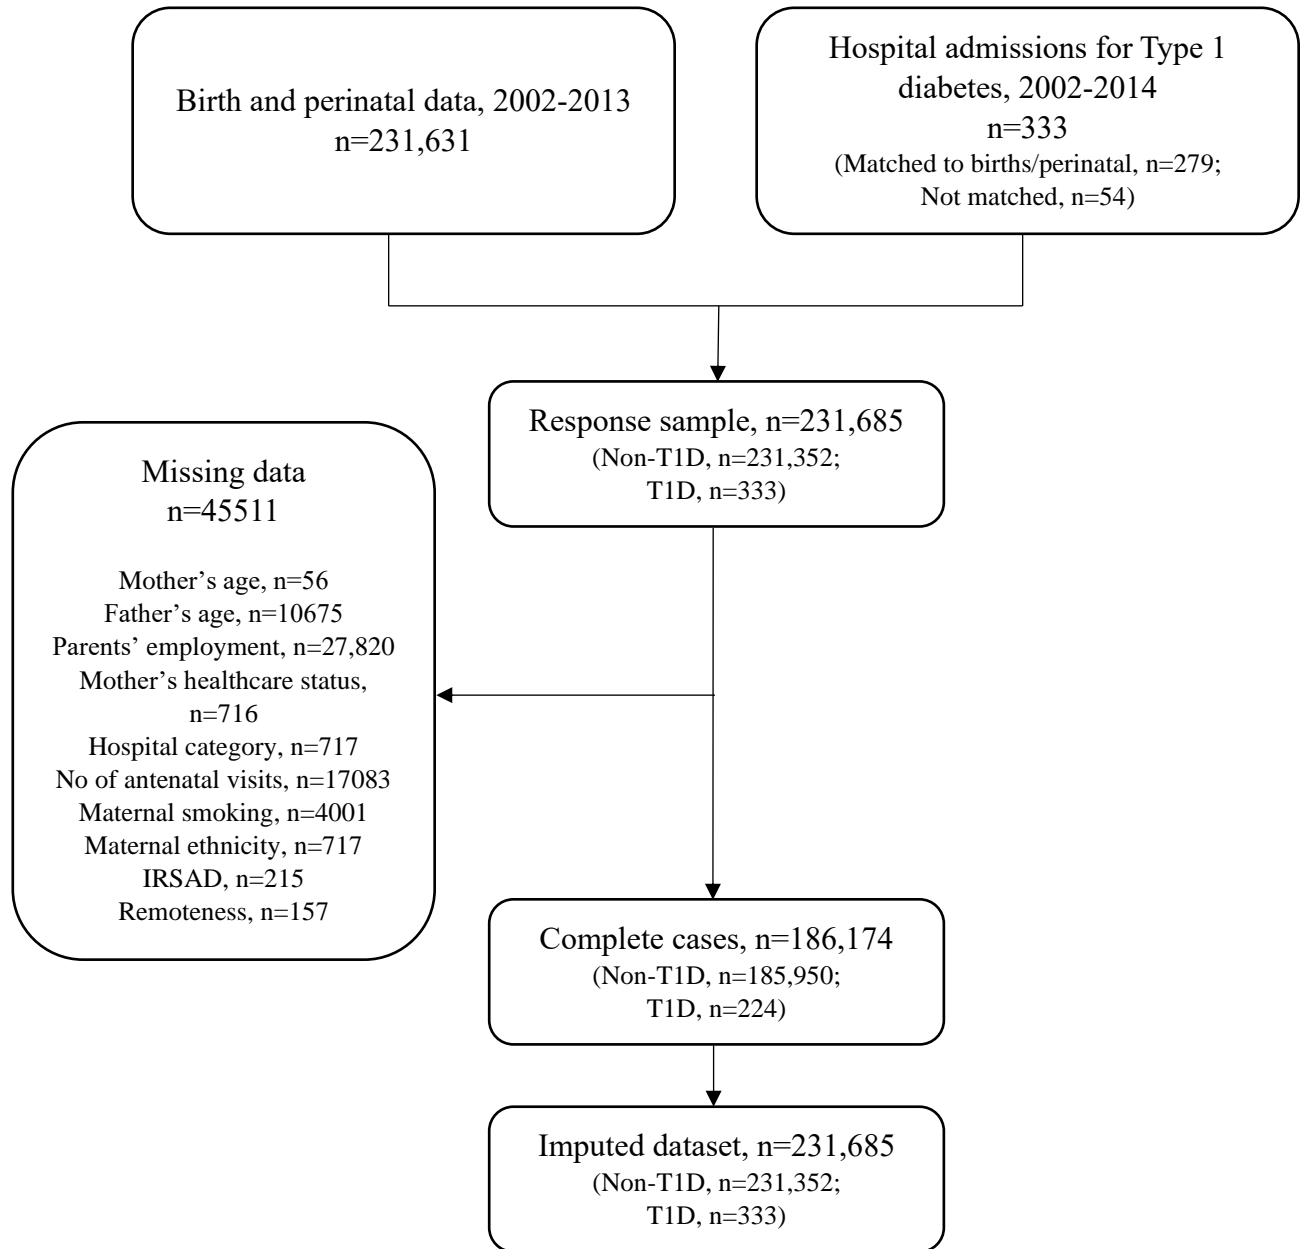 Birth and perinatal data, 2002-2013
n=231,631
Hospital admissions for Type 1
diabetes, 2002-2014
n=333
(Matched to births/perinatal, n=279;
Not matched, n=54)
Response sample, n=231,685
(Non-T1D, n=231,352;
T1D, n=333)
Missing data
n=45511
Mother’s age, n=56
Father’s age, n=10675
Parents’ employment, n=27,820
Mother’s healthcare status,
n=716
Hospital category, n=717
No of antenatal visits, n=17083
Maternal smoking, n=4001
Maternal ethnicity, n=717
IRSAD, n=215
Remoteness, n=157
Complete cases, n=186,174
(Non-T1D, n=185,950;
T1D, n=224)
Imputed dataset, n=231,685
(Non-T1D, n=231,352;
T1D, n=333)